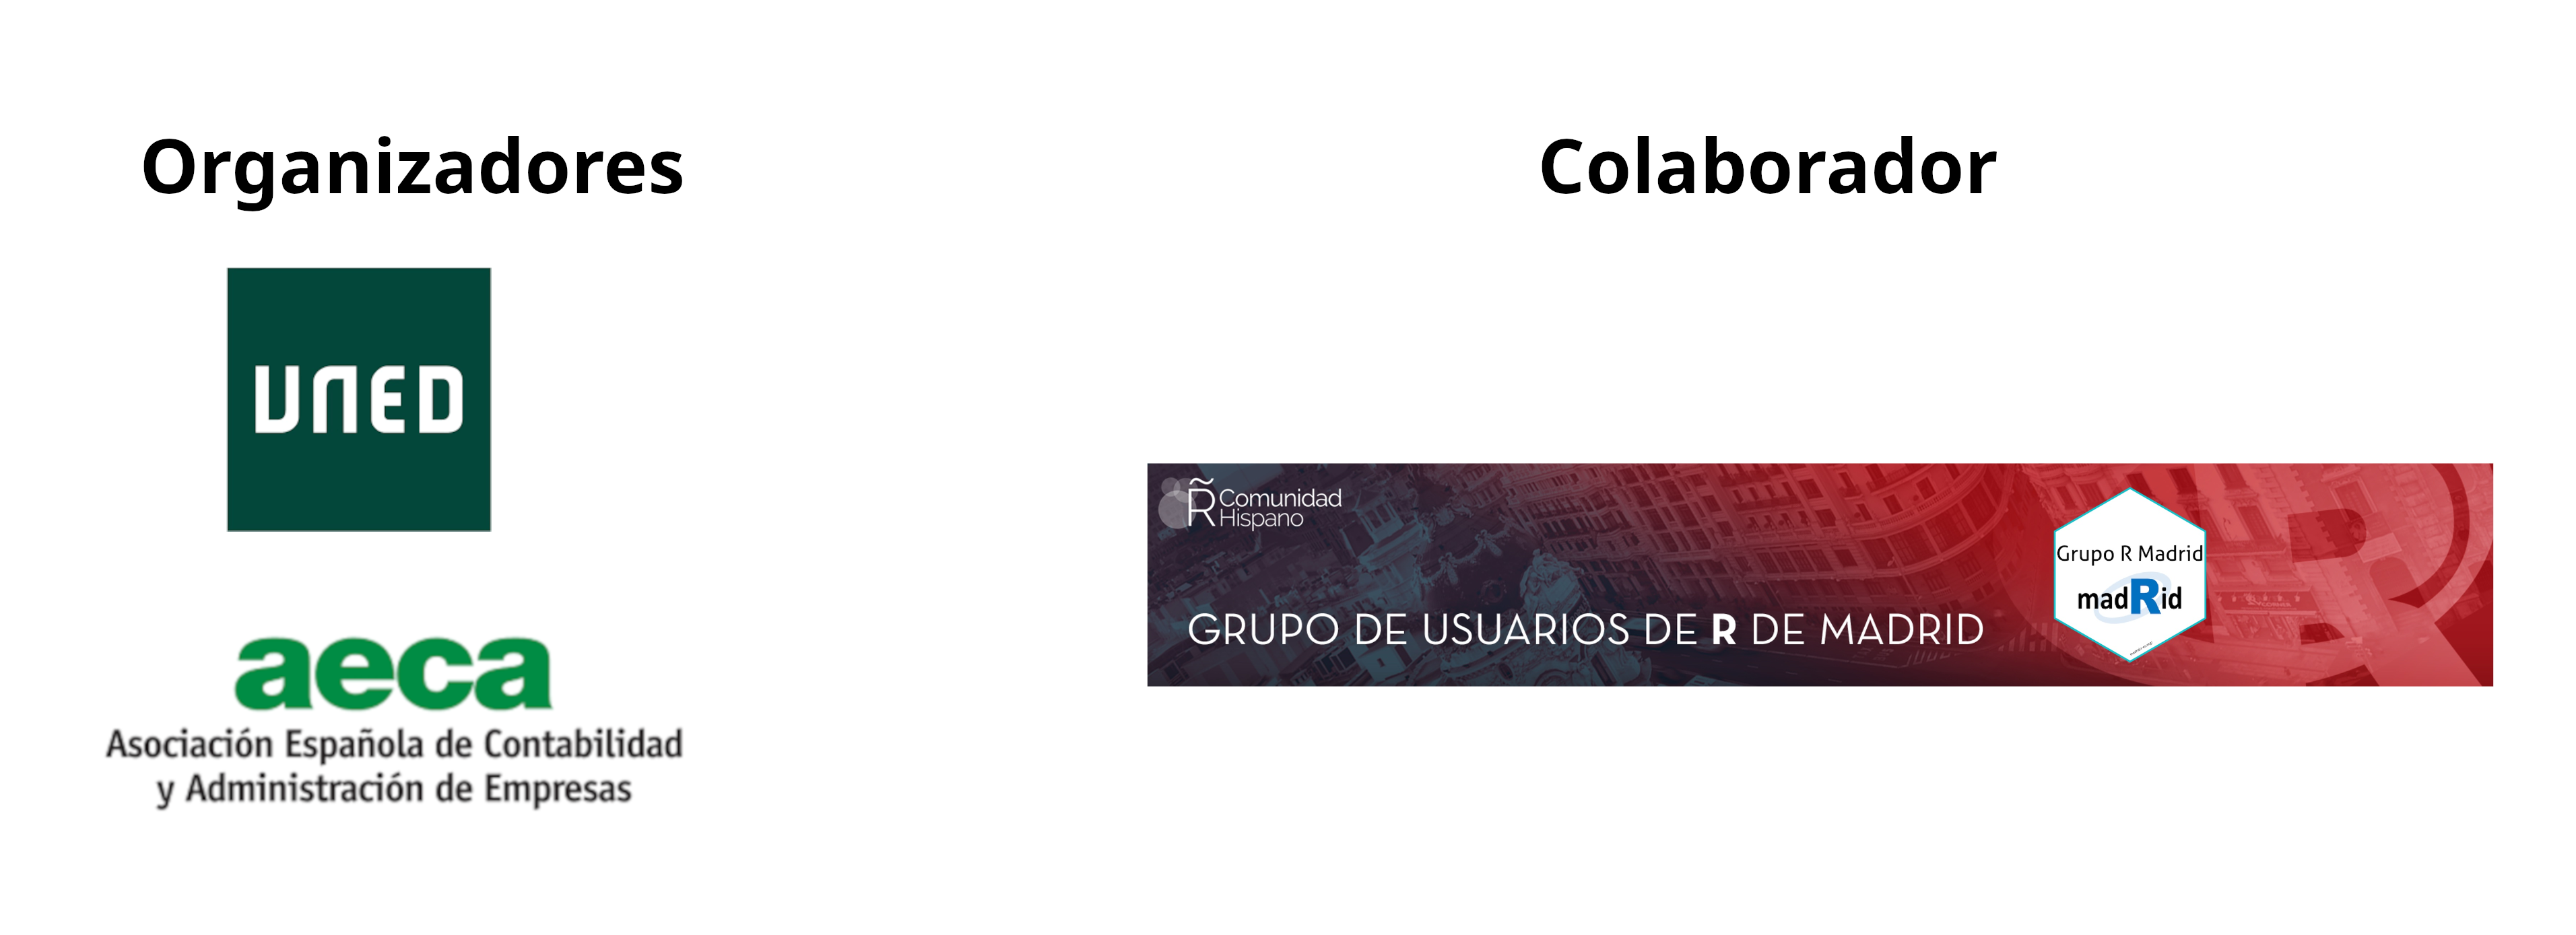 Organizadores
UNED
aeca
Asociación Española de Contabilidad
y Administración de Empresas
Colaborador
R̃ Comunidad
Hispano
GRUPO DE USUARIOS DE R DE MADRID
Grupo R Madrid
madRid